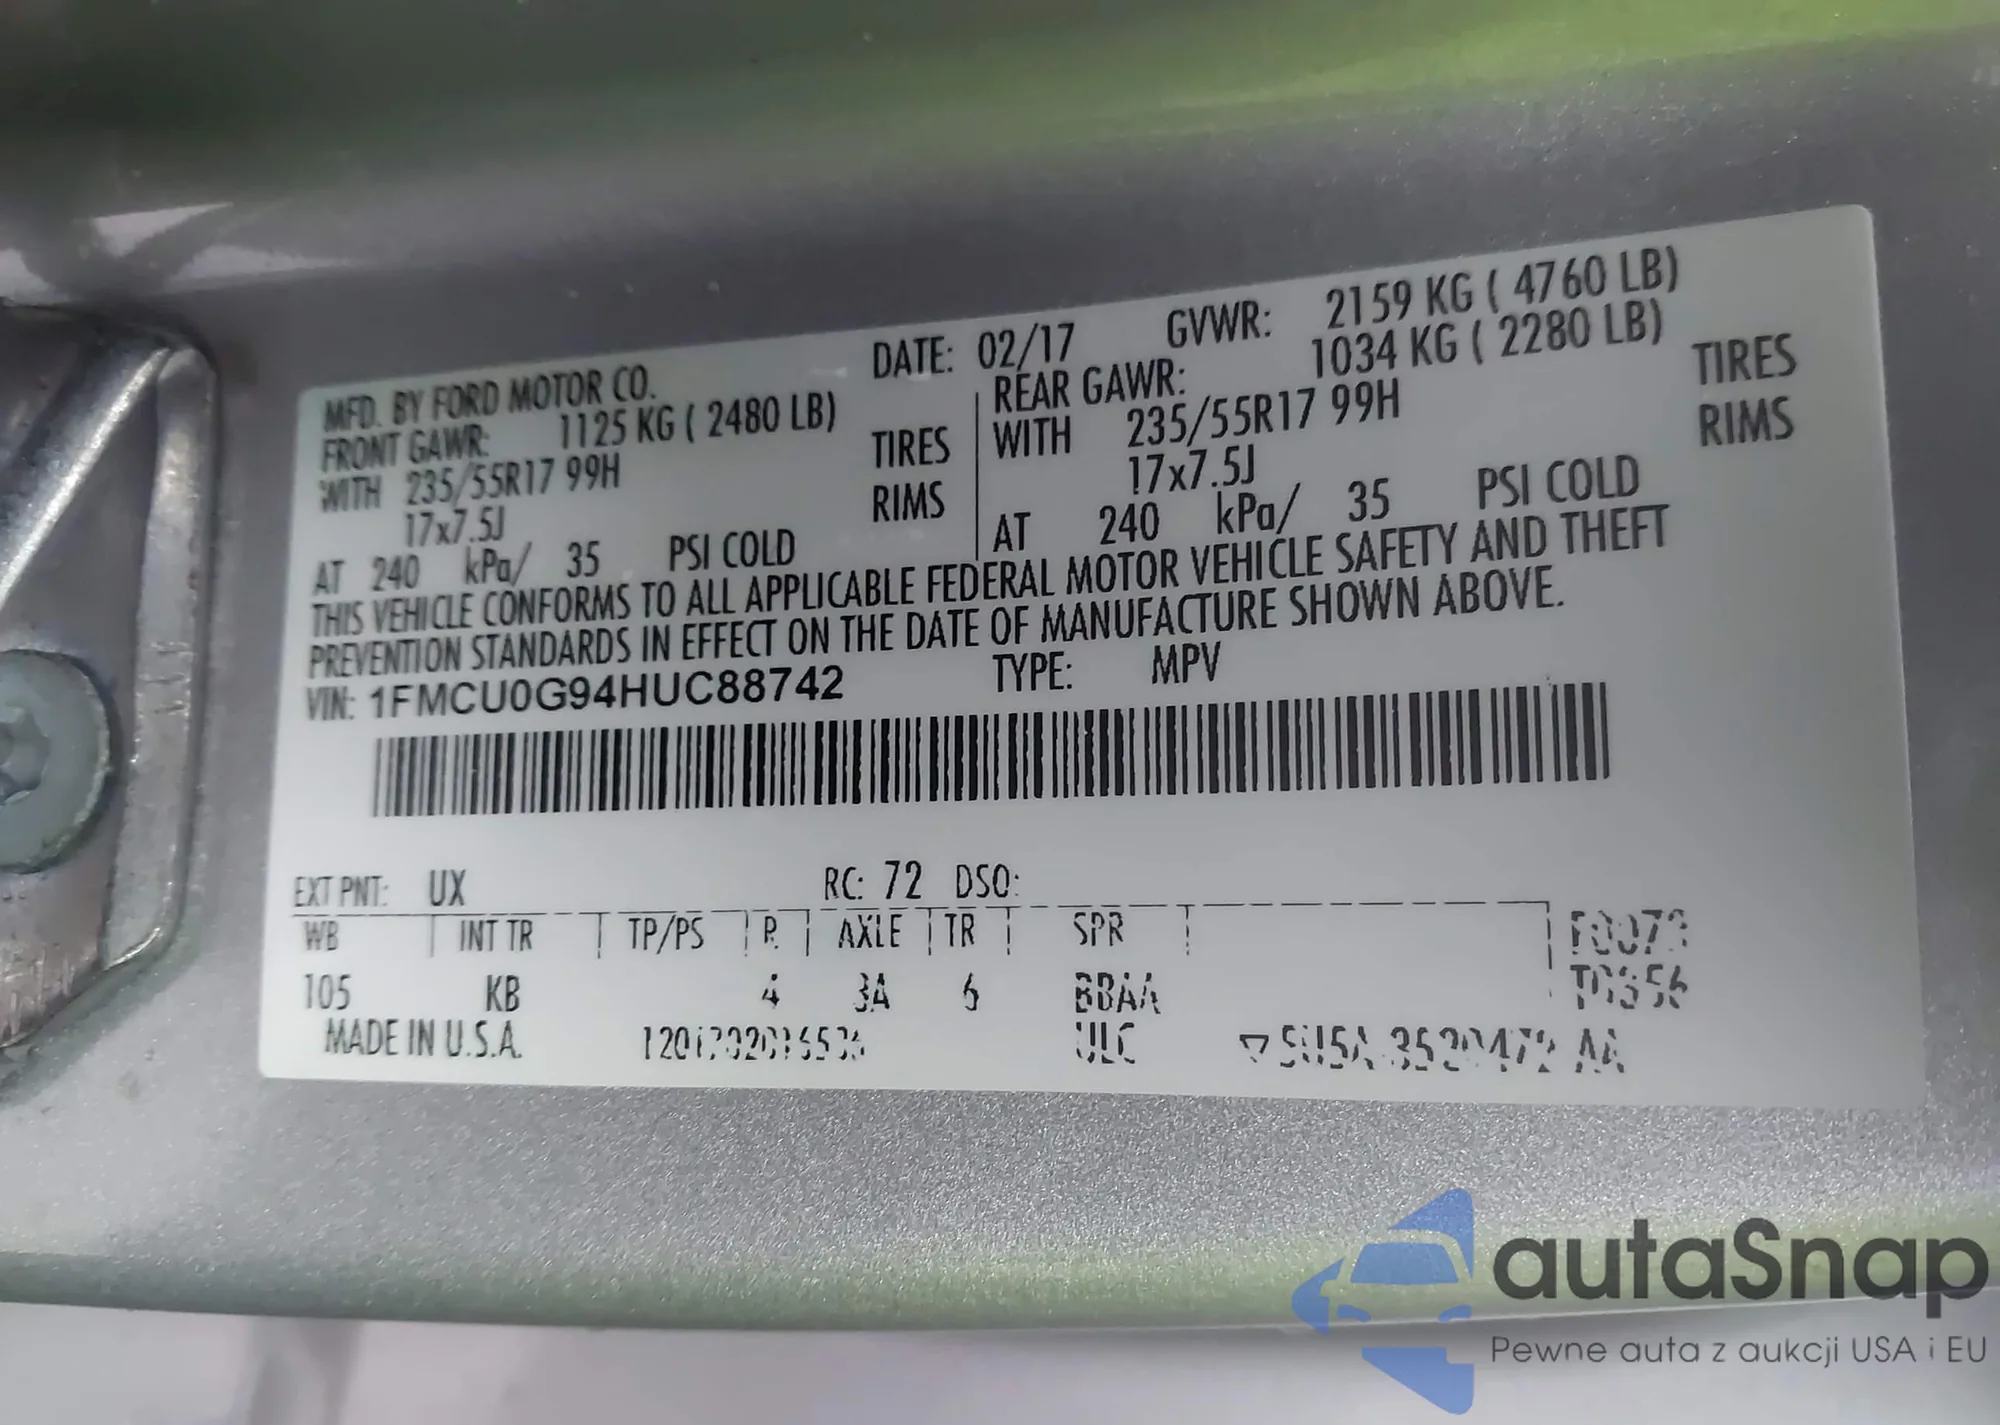 MFD. BY FORD MOTOR CO. DATE: 02/17 GVWR: 2159 KG ( 4760 LB)
FRONT GAWR: 1125 KG ( 2480 LB) REAR GAWR: 1034 KG ( 2280 LB)
WITH 235/55R17 99H TIRES WITH 235/55R17 99H TIRES
17x7.5J RIMS 17x7.5J RIMS
AT 240 kPa/ 35 PSI COLD AT 240 kPa/ 35 PSI COLD
THIS VEHICLE CONFORMS TO ALL APPLICABLE FEDERAL MOTOR VEHICLE SAFETY AND THEFT
PREVENTION STANDARDS IN EFFECT ON THE DATE OF MANUFACTURE SHOWN ABOVE.
VIN: 1FMCU0G94HUC88742 TYPE: MPV
EXT PNT: UX RC: 72 DSO:
WB INT TR TP/PS R AXLE TR SPR
105 KB 4 3A 6 BBAA
MADE IN U.S.A. ULC
autaSnap
Pewne auta z aukcji USA i EU